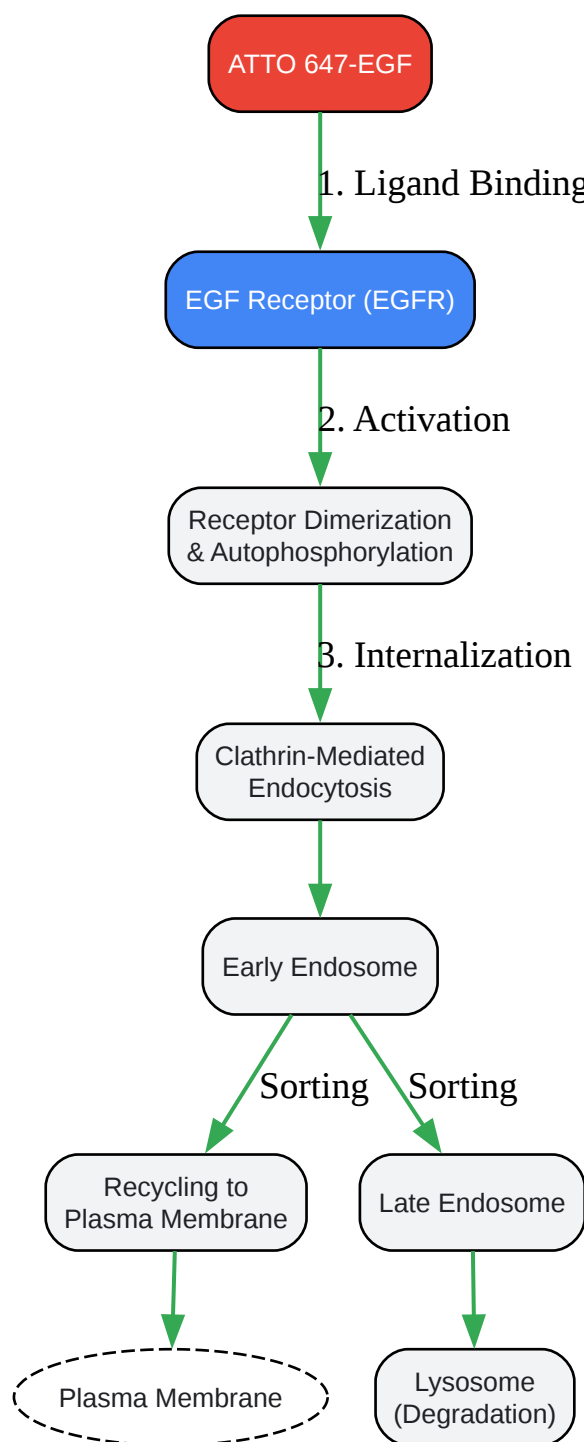 ATTO 647-EGF
1. Ligand Binding
EGF Receptor (EGFR)
2. Activation
Receptor Dimerization
& Autophosphorylation
3. Internalization
Clathrin-Mediated
Endocytosis
Early Endosome
Sorting
Sorting
Recycling to
Plasma Membrane
Late Endosome
Plasma Membrane
Lysosome
(Degradation)